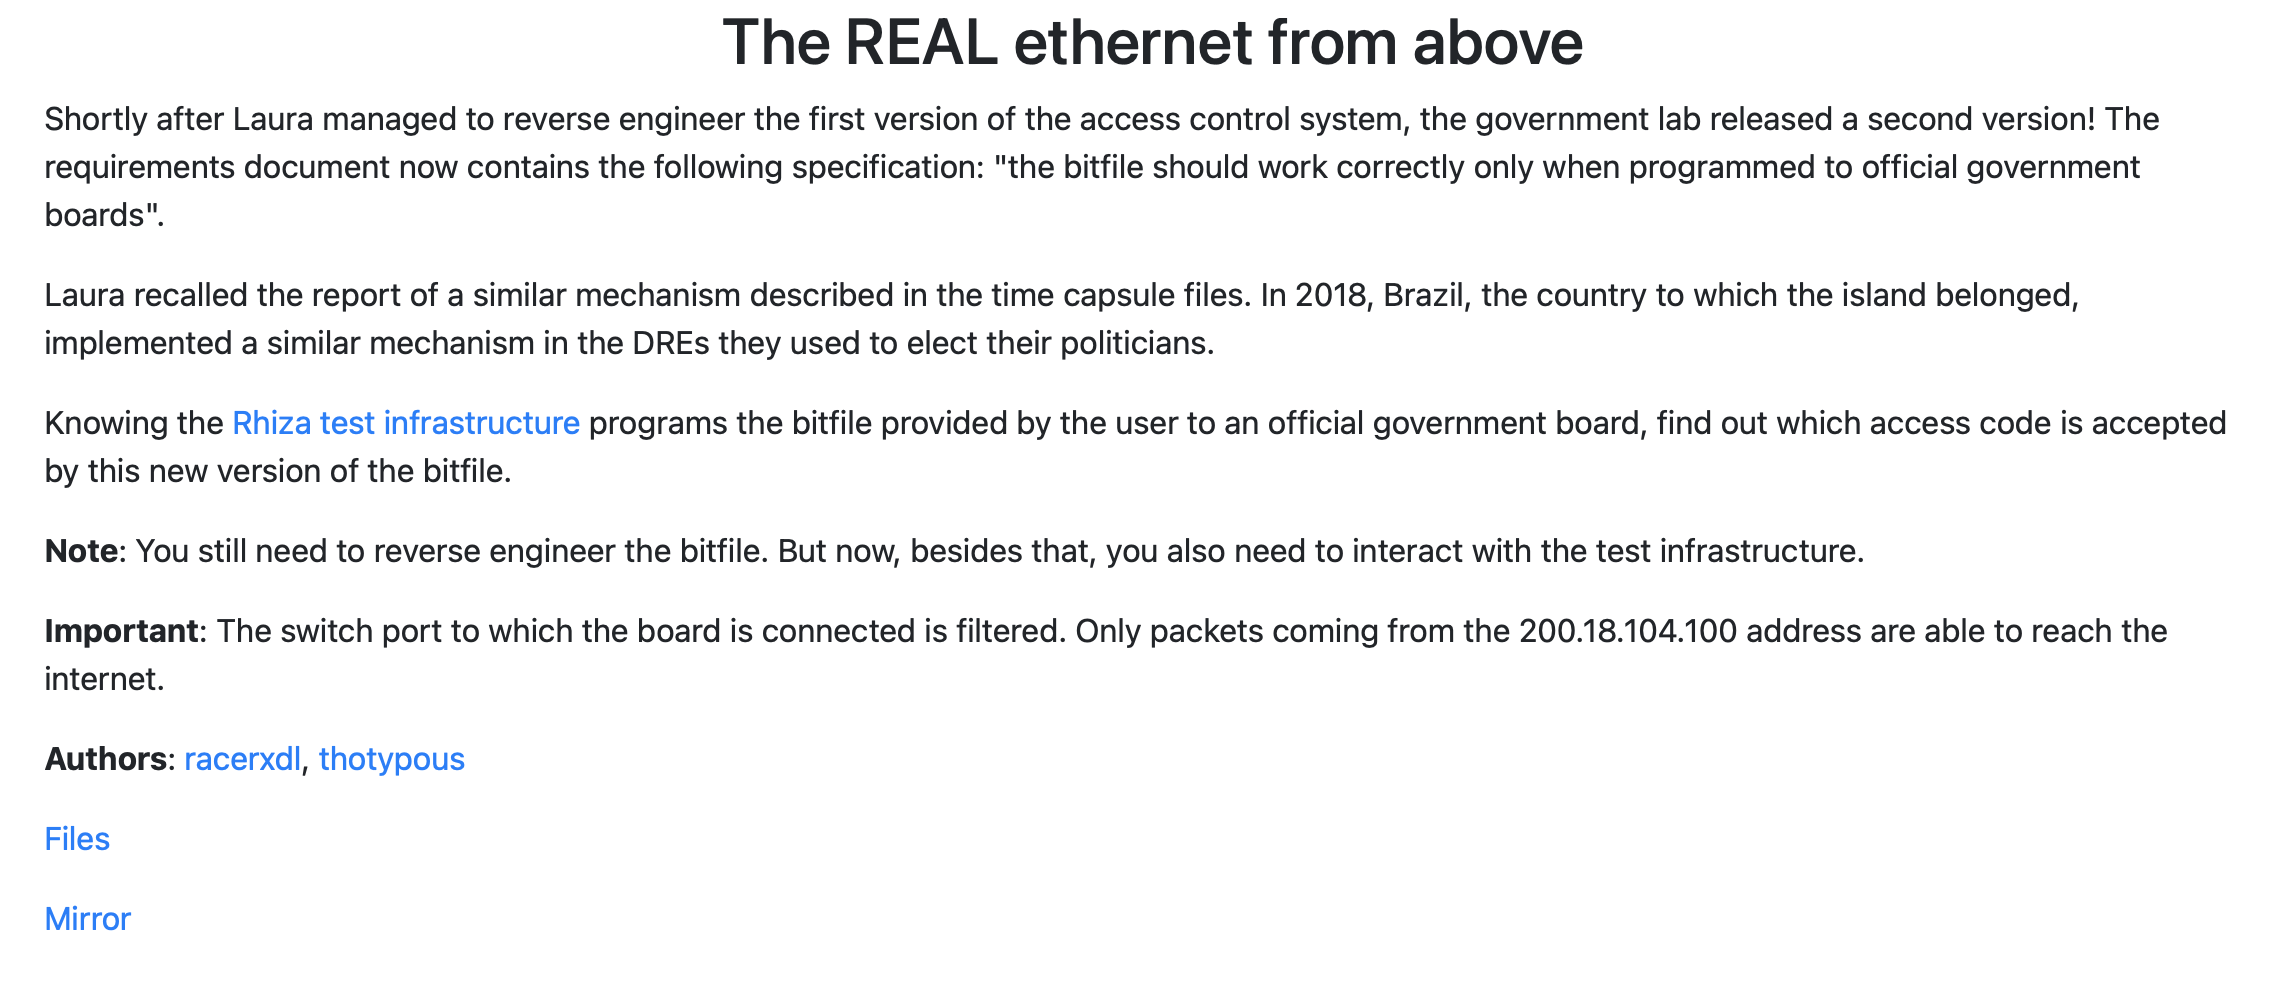 The REAL ethernet from above
Shortly after Laura managed to reverse engineer the first version of the access control system, the government lab released a second version! The
requirements document now contains the following specification: "the bitfile should work correctly only when programmed to official government
boards".
Laura recalled the report of a similar mechanism described in the time capsule files. In 2018, Brazil, the country to which the island belonged,
implemented a similar mechanism in the DREs they used to elect their politicians.
Knowing the Rhiza test infrastructure programs the bitfile provided by the user to an official government board, find out which access code is accepted
by this new version of the bitfile.
Note: You still need to reverse engineer the bitfile. But now, besides that, you also need to interact with the test infrastructure.
Important: The switch port to which the board is connected is filtered. Only packets coming from the 200.18.104.100 address are able to reach the
internet.
Authors: racerxdl, thotypous
Files
Mirror